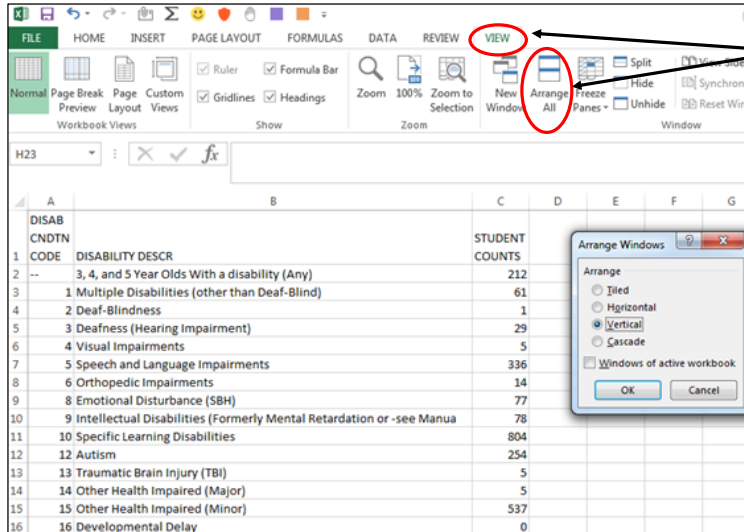 FILE HOME INSERT PAGE LAYOUT FORMULAS DATA REVIEW VIEW
Normal Page Break Preview Page Layout Custom Views
Workbook Views
Ruler Formula Bar
Gridlines Headings
Show
Zoom 100% Zoom to Selection
Zoom
New Window Arrange All Freeze Panes
Split
Hide
Unhide
View Side
Synchron
Reset Wir
Window
H23 fx
A B C D E F G
1 DISAB CNDTN CODE DISABILITY DESCR STUDENT COUNTS
2 -- 3, 4, and 5 Year Olds With a disability (Any) 212
3 1 Multiple Disabilities (other than Deaf-Blind) 61
4 2 Deaf-Blindness 1
5 3 Deafness (Hearing Impairment) 29
6 4 Visual Impairments 5
7 5 Speech and Language Impairments 336
8 6 Orthopedic Impairments 14
9 8 Emotional Disturbance (SBH) 77
10 9 Intellectual Disabilities (Formerly Mental Retardation or -see Manua 78
11 10 Specific Learning Disabilities 804
12 12 Autism 254
13 13 Traumatic Brain Injury (TBI) 5
14 14 Other Health Impaired (Major) 5
15 15 Other Health Impaired (Minor) 537
16 16 Developmental Delay 0
Arrange Windows
Arrange
Tiled
Horizontal
Vertical
Cascade
Windows of active workbook
OK Cancel